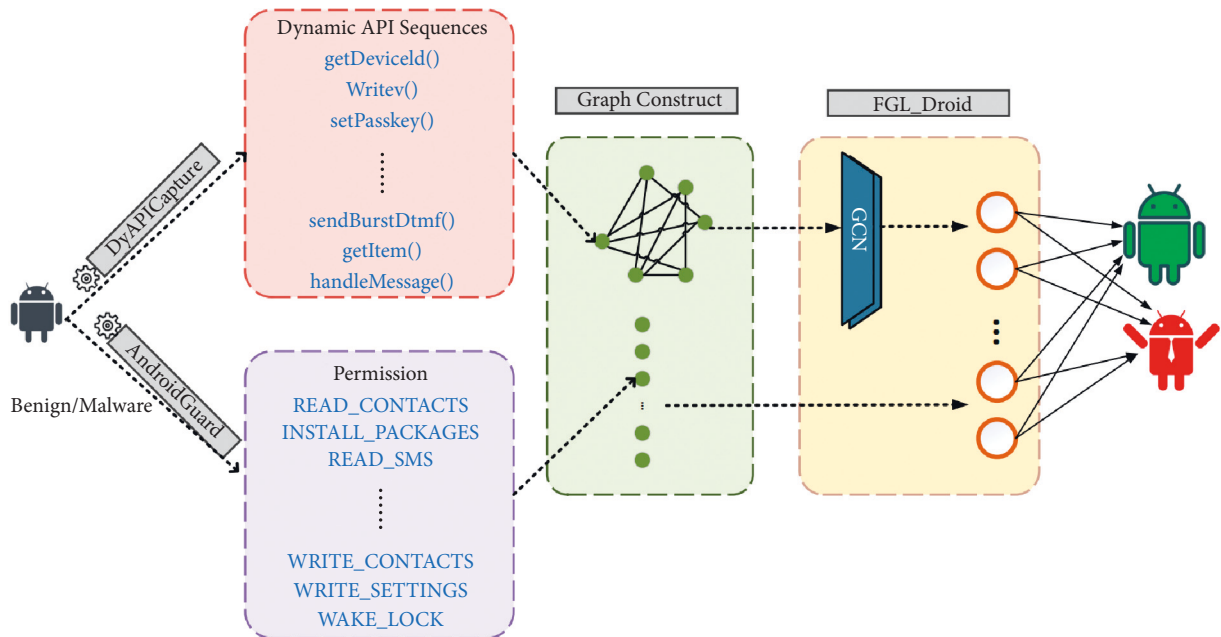 Dynamic API Sequences
getDeviceld()
Writev()
setPasskey()
sendBurstDtmf()
getItem()
handleMessage()
DyAPICapture
AndroidGuard
Benign/Malware
Permission
READ_CONTACTS
INSTALL_PACKAGES
READ_SMS
WRITE_CONTACTS
WRITE_SETTINGS
WAKE_LOCK
Graph Construct
FGL_Droid
GCN